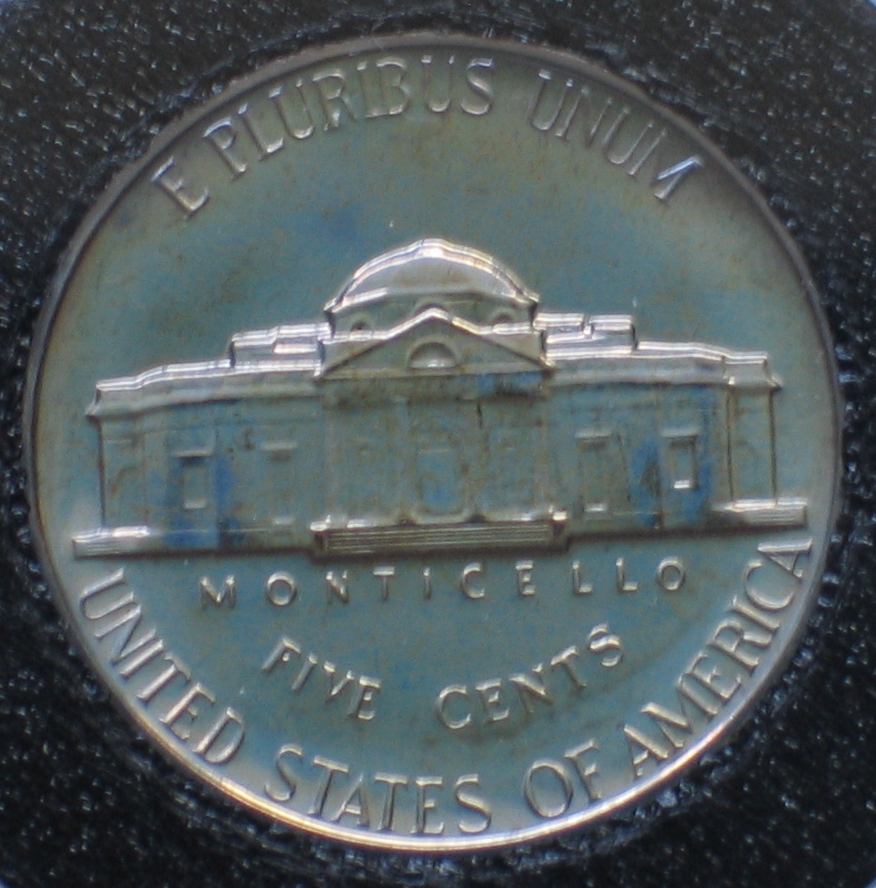 E PLURIBUS UNUM
MONTICELLO
FIVE CENTS
UNITED STATES OF AMERICA